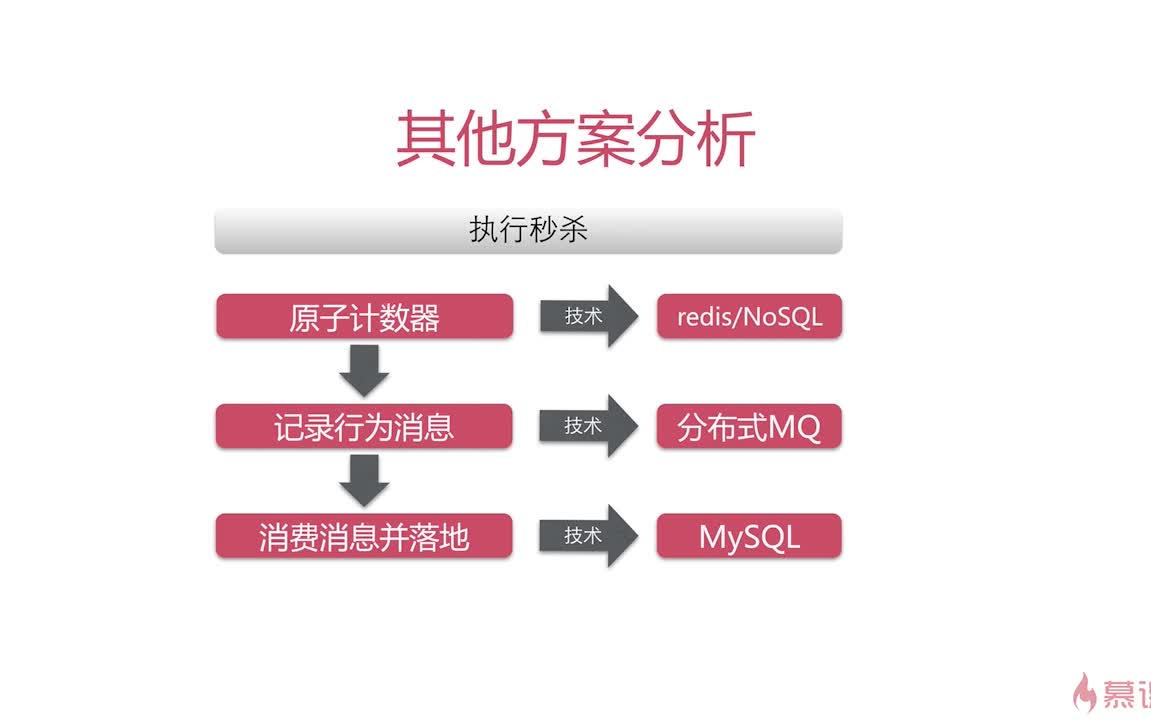 其他方案分析
执行秒杀
原子计数器
技术
redis/NoSQL
记录行为消息
技术
分布式MQ
消费消息并落地
技术
MySQL
慕